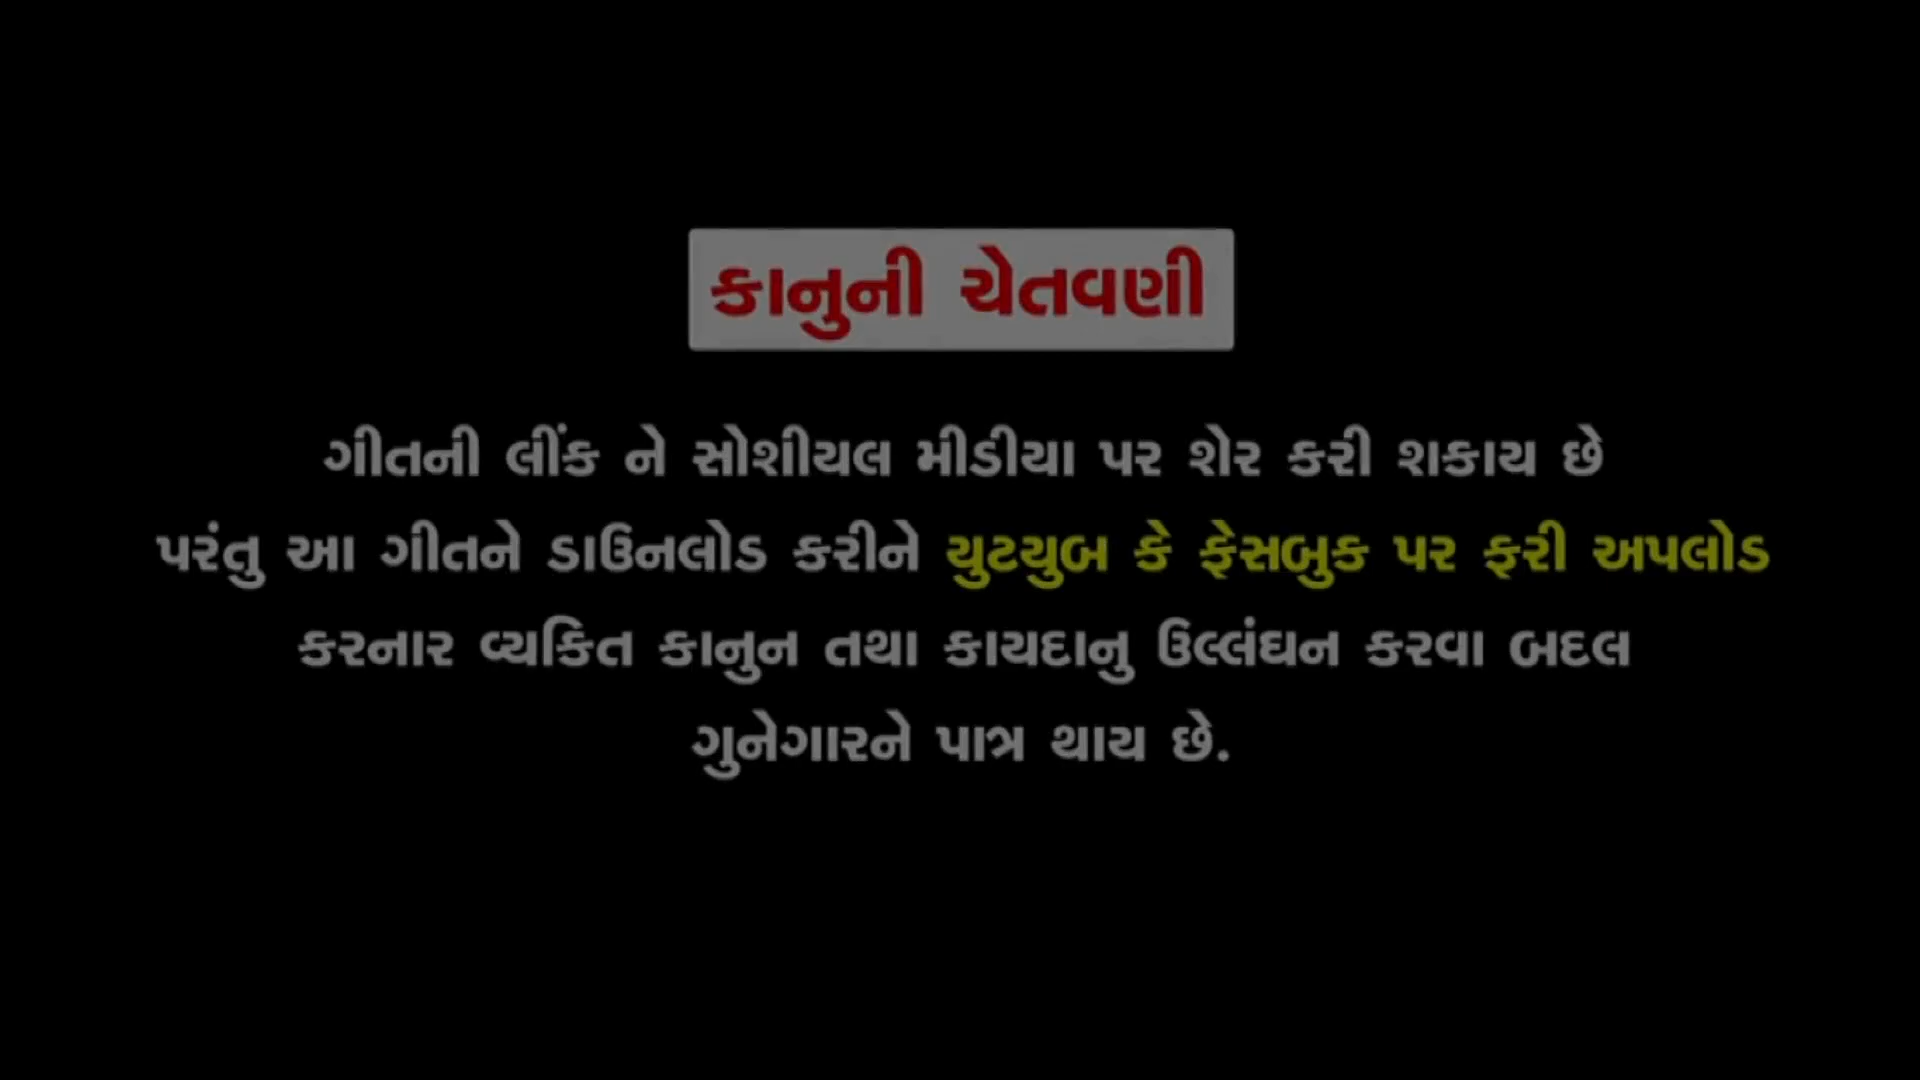 કાનુની ચેતવણી
ગીતની લીંક ને સોશીયલ મીડીયા પર શેર કરી શકાય છે
પરંતુ આ ગીતને ડાઉનલોડ કરીને યુટયુબ કે ફેસબુક પર ફરી અપલોડ
કરનાર વ્યકિત કાનુન તથા કાયદાનુ ઉલ્લંઘન કરવા બદલ
ગુનેગારને પાત્ર થાય છે.